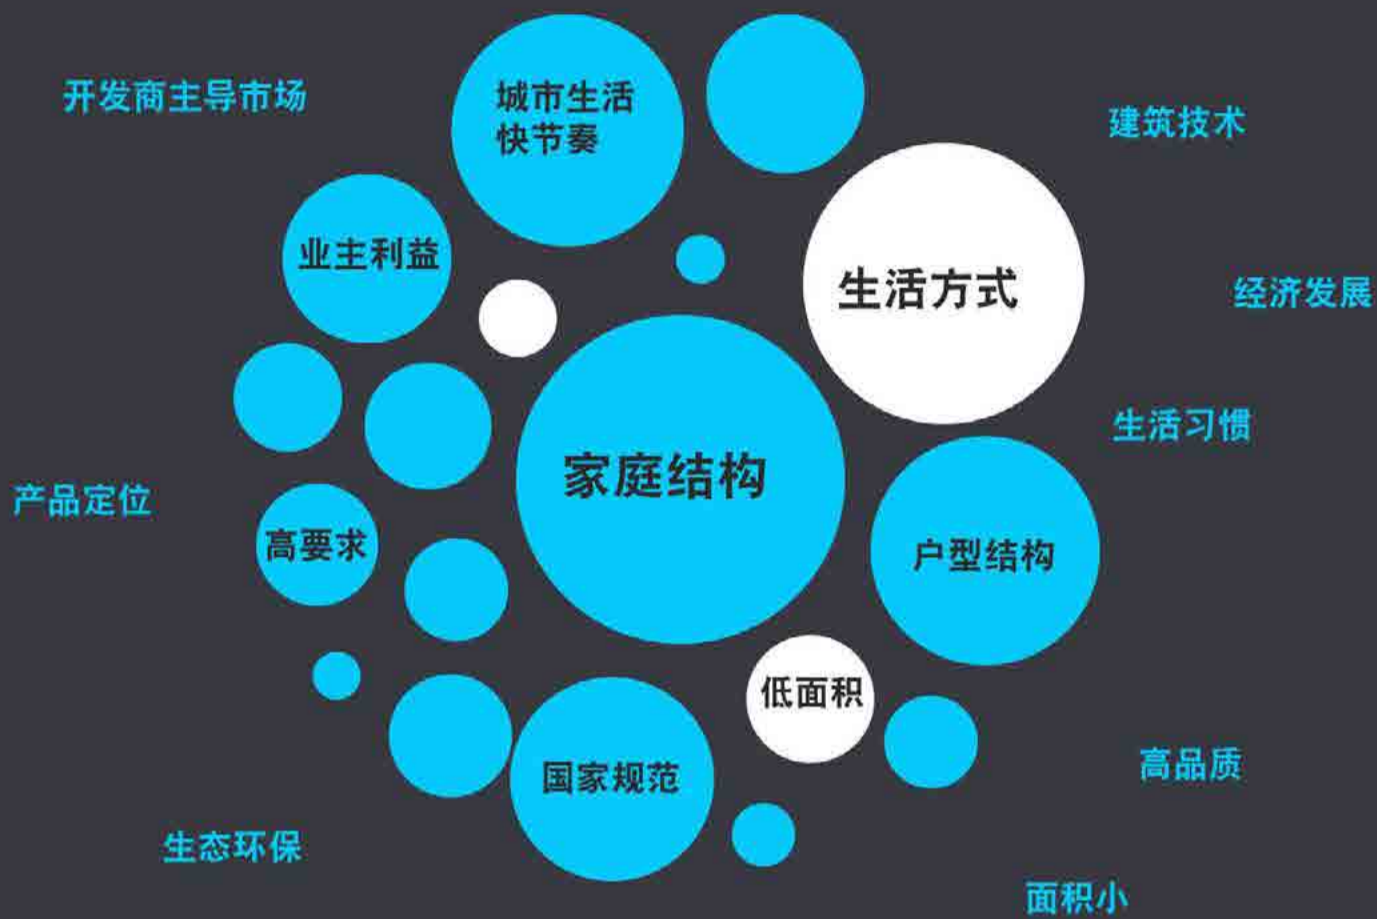 开发商主导市场
城市生活
快节奏
建筑技术
业主利益
生活方式
经济发展
生活习惯
家庭结构
产品定位
高要求
户型结构
低面积
国家规范
高品质
生态环保
面积小